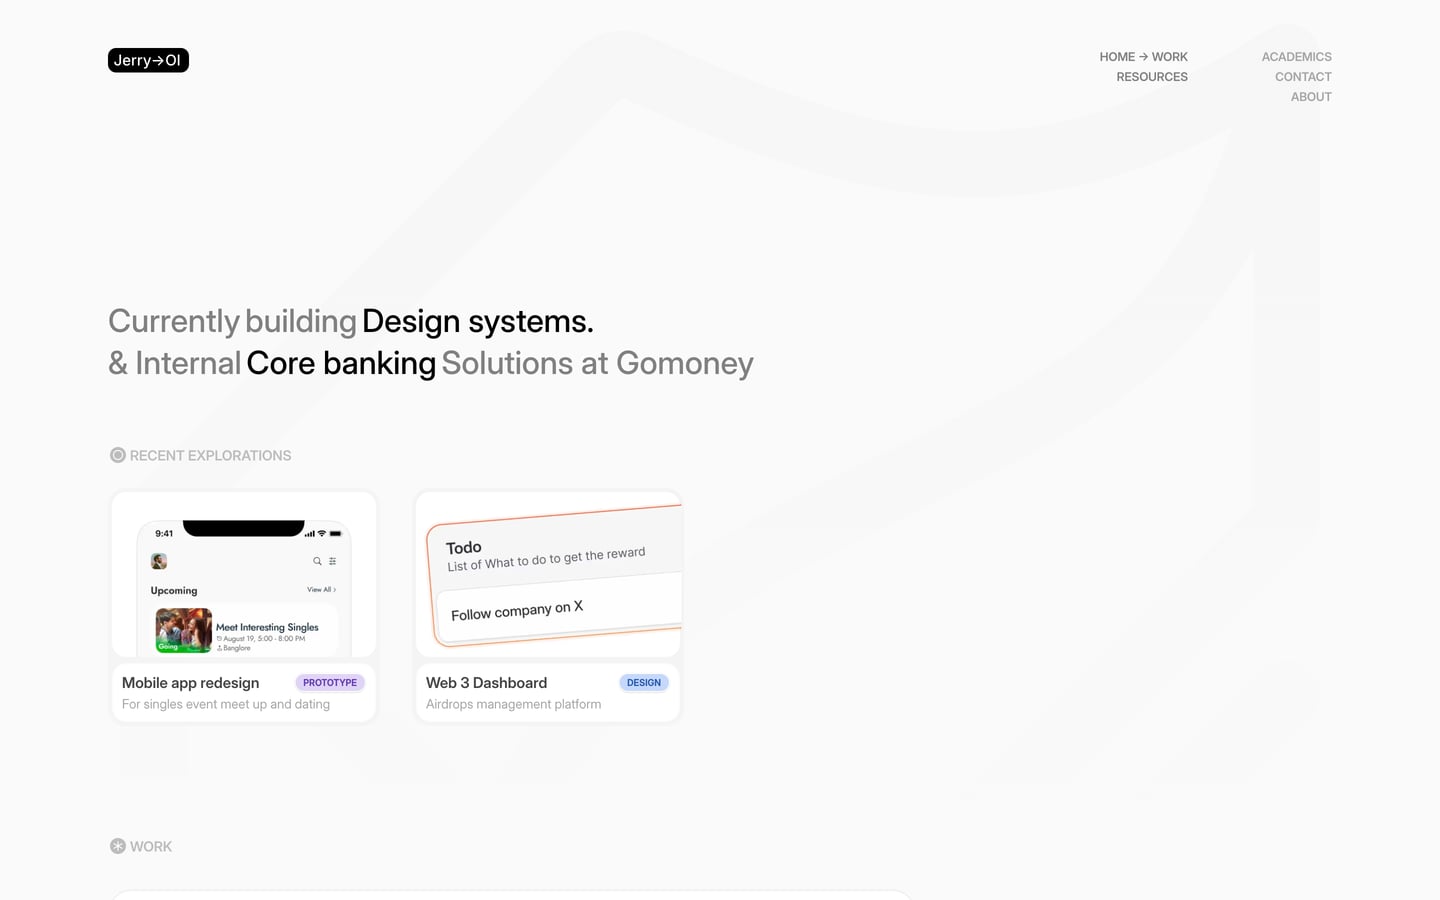 Jerry→OI
HOME → WORK
RESOURCES
ACADEMICS
CONTACT
ABOUT
Currently building Design systems.
& Internal Core banking Solutions at Gomoney
RECENT EXPLORATIONS
9:41
Upcoming
View All ›
Meet Interesting Singles
August 19, 5:00 - 8:00 PM
Banglore
Going
Mobile app redesign
PROTOTYPE
For singles event meet up and dating
Todo
List of What to do to get the reward
Follow company on X
Web 3 Dashboard
DESIGN
Airdrops management platform
WORK